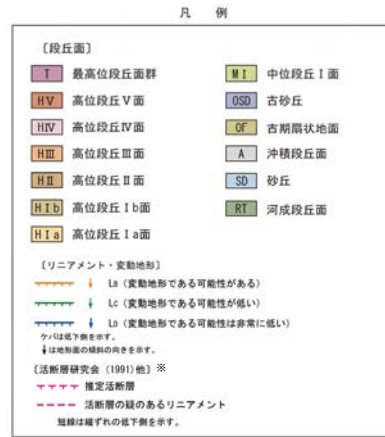 凡 例
〔段丘面〕
T 最高位段丘面群
HⅤ 高位段丘Ⅴ面
HⅣ 高位段丘Ⅳ面
HⅢ 高位段丘Ⅲ面
HⅡ 高位段丘Ⅱ面
HⅠb 高位段丘Ⅰb面
HⅠa 高位段丘Ⅰa面
MⅠ 中位段丘Ⅰ面
OSD 古砂丘
OF 古期扇状地面
A 沖積段丘面
SD 砂丘
RT 河成段丘面
〔リニアメント・変動地形〕
LB (変動地形である可能性がある)
LC (変動地形である可能性が低い)
LD (変動地形である可能性は非常に低い)
ケバは低下側を示す。
↓は地形面の傾斜の向きを示す。
〔活断層研究会(1991)他〕※
推定活断層
活断層の疑のあるリニアメント
短線は縦ずれの低下側を示す。